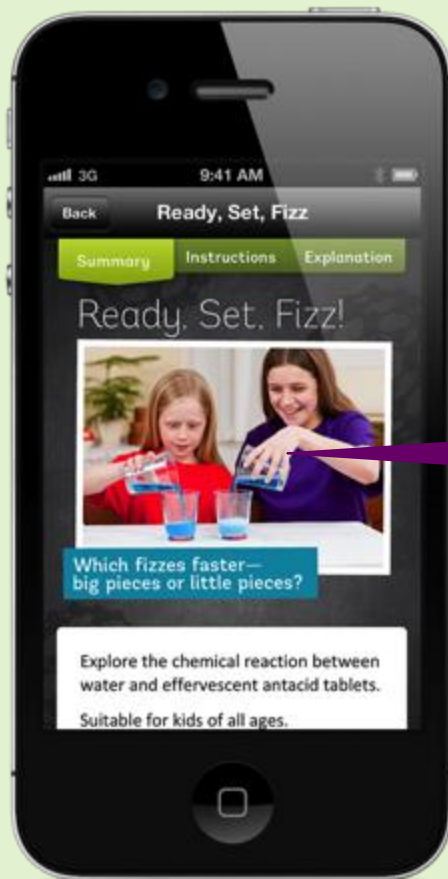 3G 9:41 AM
Back Ready, Set, Fizz
Summary Instructions Explanation
Ready, Set, Fizz!
Which fizzes faster—
big pieces or little pieces?
Explore the chemical reaction between
water and effervescent antacid tablets.
Suitable for kids of all ages.